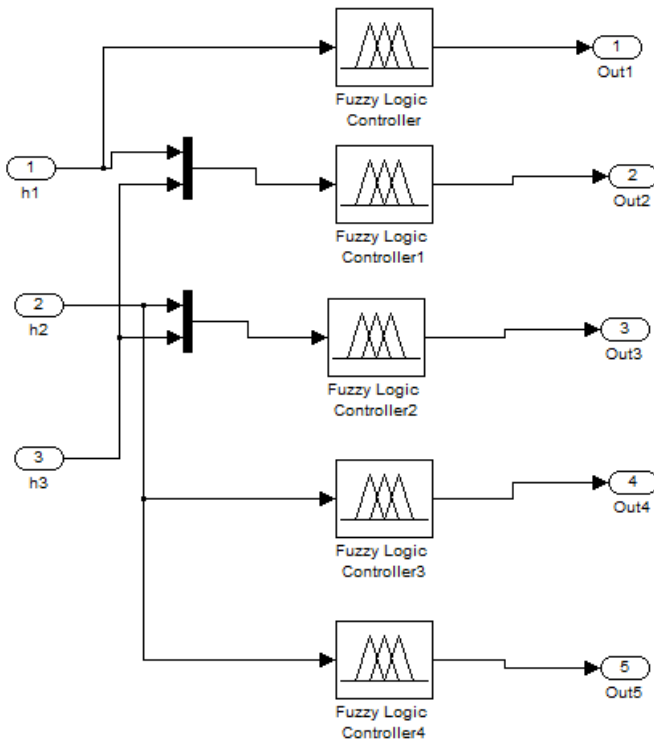 1
Out1
Fuzzy Logic
Controller
1
h1
2
Out2
Fuzzy Logic
Controller1
2
h2
3
Out3
Fuzzy Logic
Controller2
3
h3
4
Out4
Fuzzy Logic
Controller3
5
Out5
Fuzzy Logic
Controller4